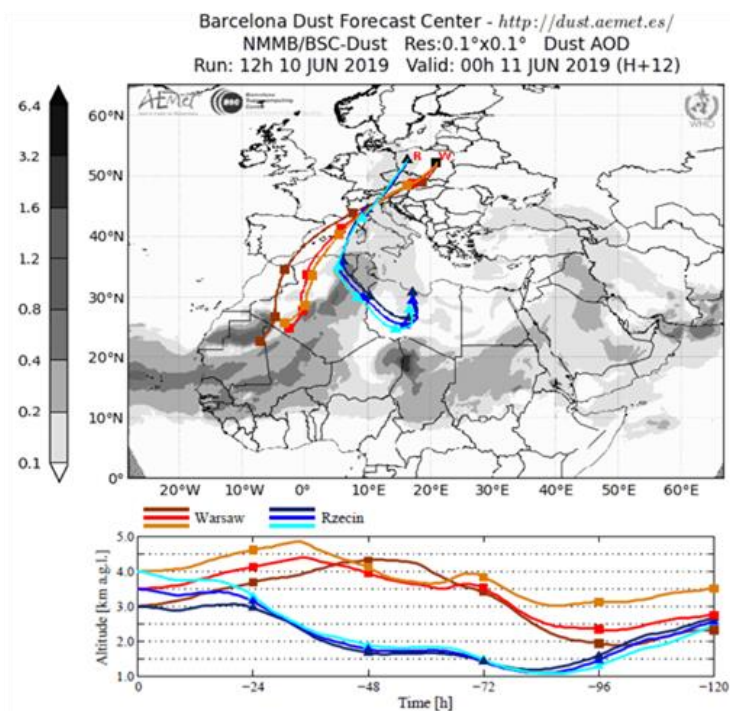 Barcelona Dust Forecast Center - http://dust.aemet.es/
NMMB/BSC-Dust Res:0.1°x0.1° Dust AOD
Run: 12h 10 JUN 2019 Valid: 00h 11 JUN 2019 (H+12)
AEmet
WMO
6.4
3.2
1.6
1.2
0.8
0.4
0.2
0.1
60°N
50°N
40°N
30°N
20°N
10°N
0°
R W
20°W 10°W 0°E 10°E 20°E 30°E 40°E 50°E 60°E
Warsaw Rzecin
Altitude [km a.g.l.]
5.0
4.0
3.0
2.0
1.0
0 −24 −48 −72 −96 −120
Time [h]